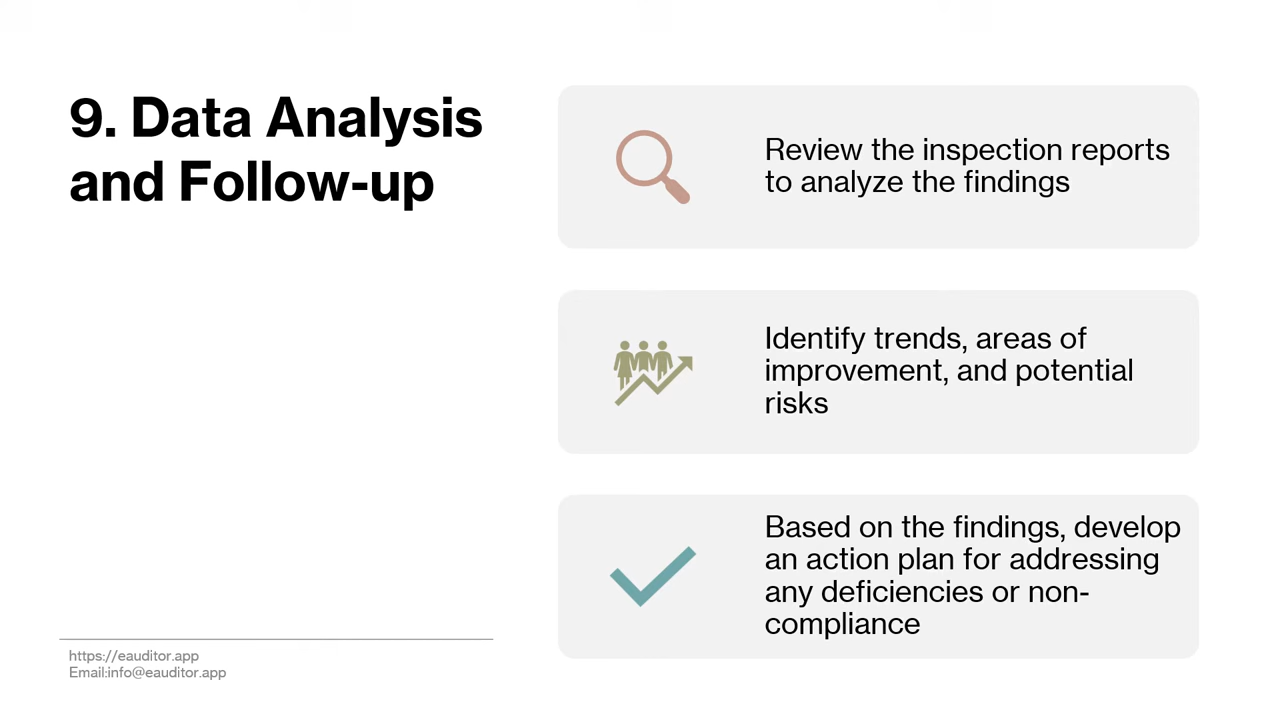 9. Data Analysis
and Follow-up
Review the inspection reports
to analyze the findings
Identify trends, areas of
improvement, and potential
risks
Based on the findings, develop
an action plan for addressing
any deficiencies or non-
compliance
https://eauditor.app
Email:info@eauditor.app